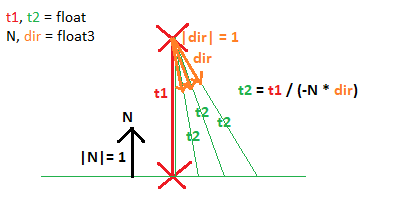 t1, t2 = float
N, dir = float3
|dir| = 1
dir
t1
t2 = t1 / (-N * dir)
N
t2
t2
t2
|N|= 1